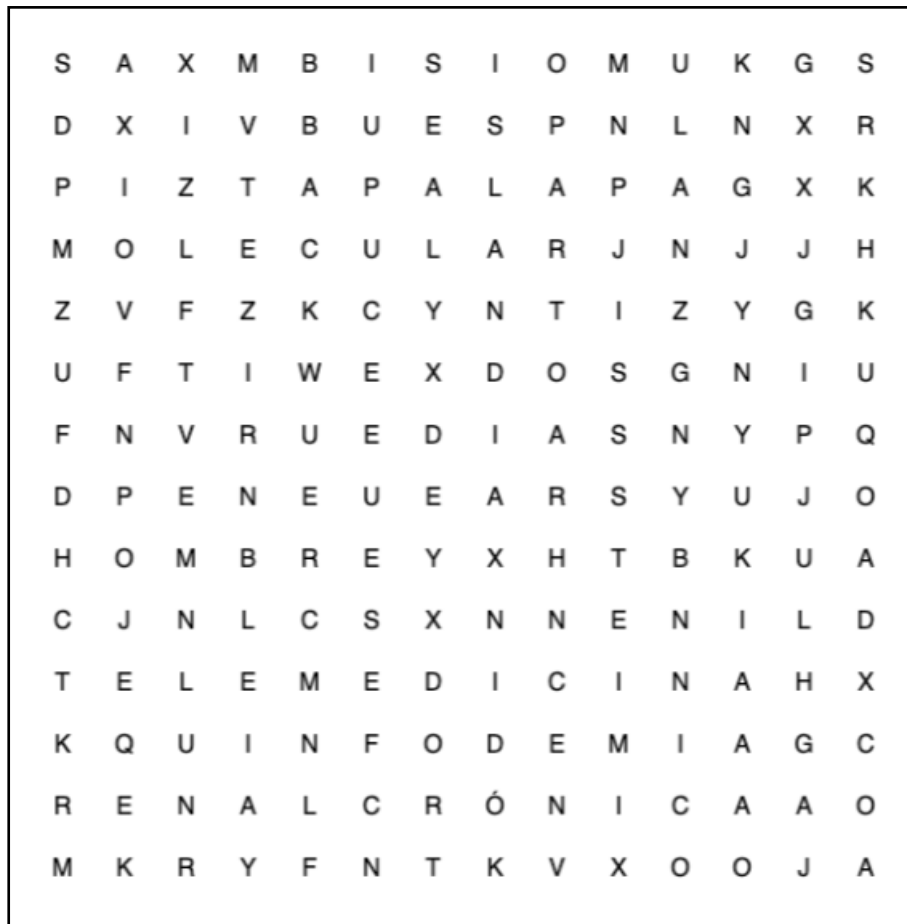 S A X M B I S I O M U K G S
D X I V B U E S P N L N X R
P I Z T A P A L A P A G X K
M O L E C U L A R J N J J H
Z V F Z K C Y N T I Z Y G K
U F T I W E X D O S G N I U
F N V R U E D I A S N Y P Q
D P E N E U E A R S Y U J O
H O M B R E Y X H T B K U A
C J N L C S X N N E N I L D
T E L E M E D I C I N A H X
K Q U I N F O D E M I A G C
R E N A L C R Ó N I C A A O
M K R Y F N T K V X O O J A